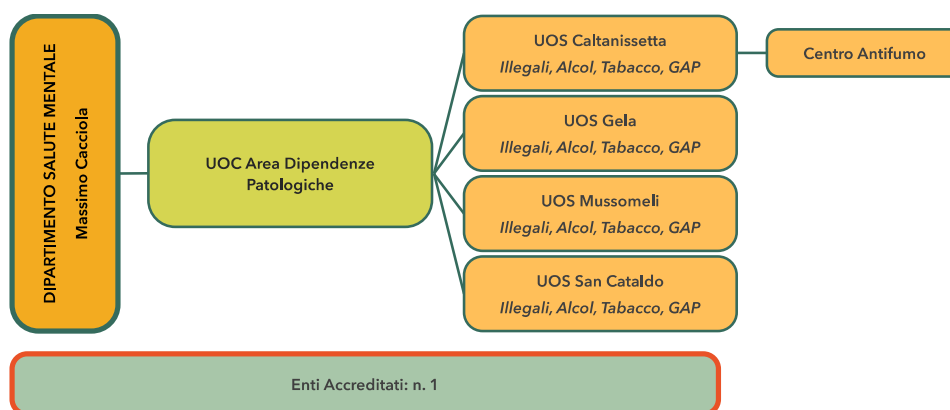 DIPARTIMENTO SALUTE MENTALE
Massimo Cacciola
UOC Area Dipendenze
Patologiche
UOS Caltanissetta
Illegali, Alcol, Tabacco, GAP
Centro Antifumo
UOS Gela
Illegali, Alcol, Tabacco, GAP
UOS Mussomeli
Illegali, Alcol, Tabacco, GAP
UOS San Cataldo
Illegali, Alcol, Tabacco, GAP
Enti Accreditati: n. 1